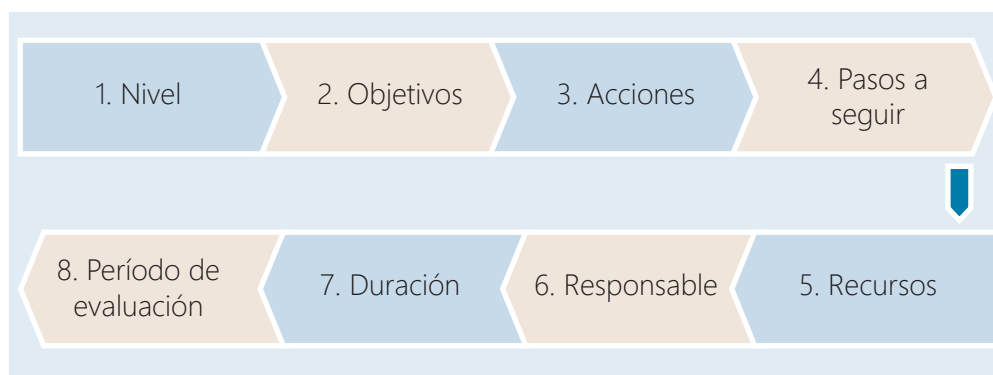 1. Nivel
2. Objetivos
3. Acciones
4. Pasos a
seguir
5. Recursos
6. Responsable
7. Duración
8. Período de
evaluación